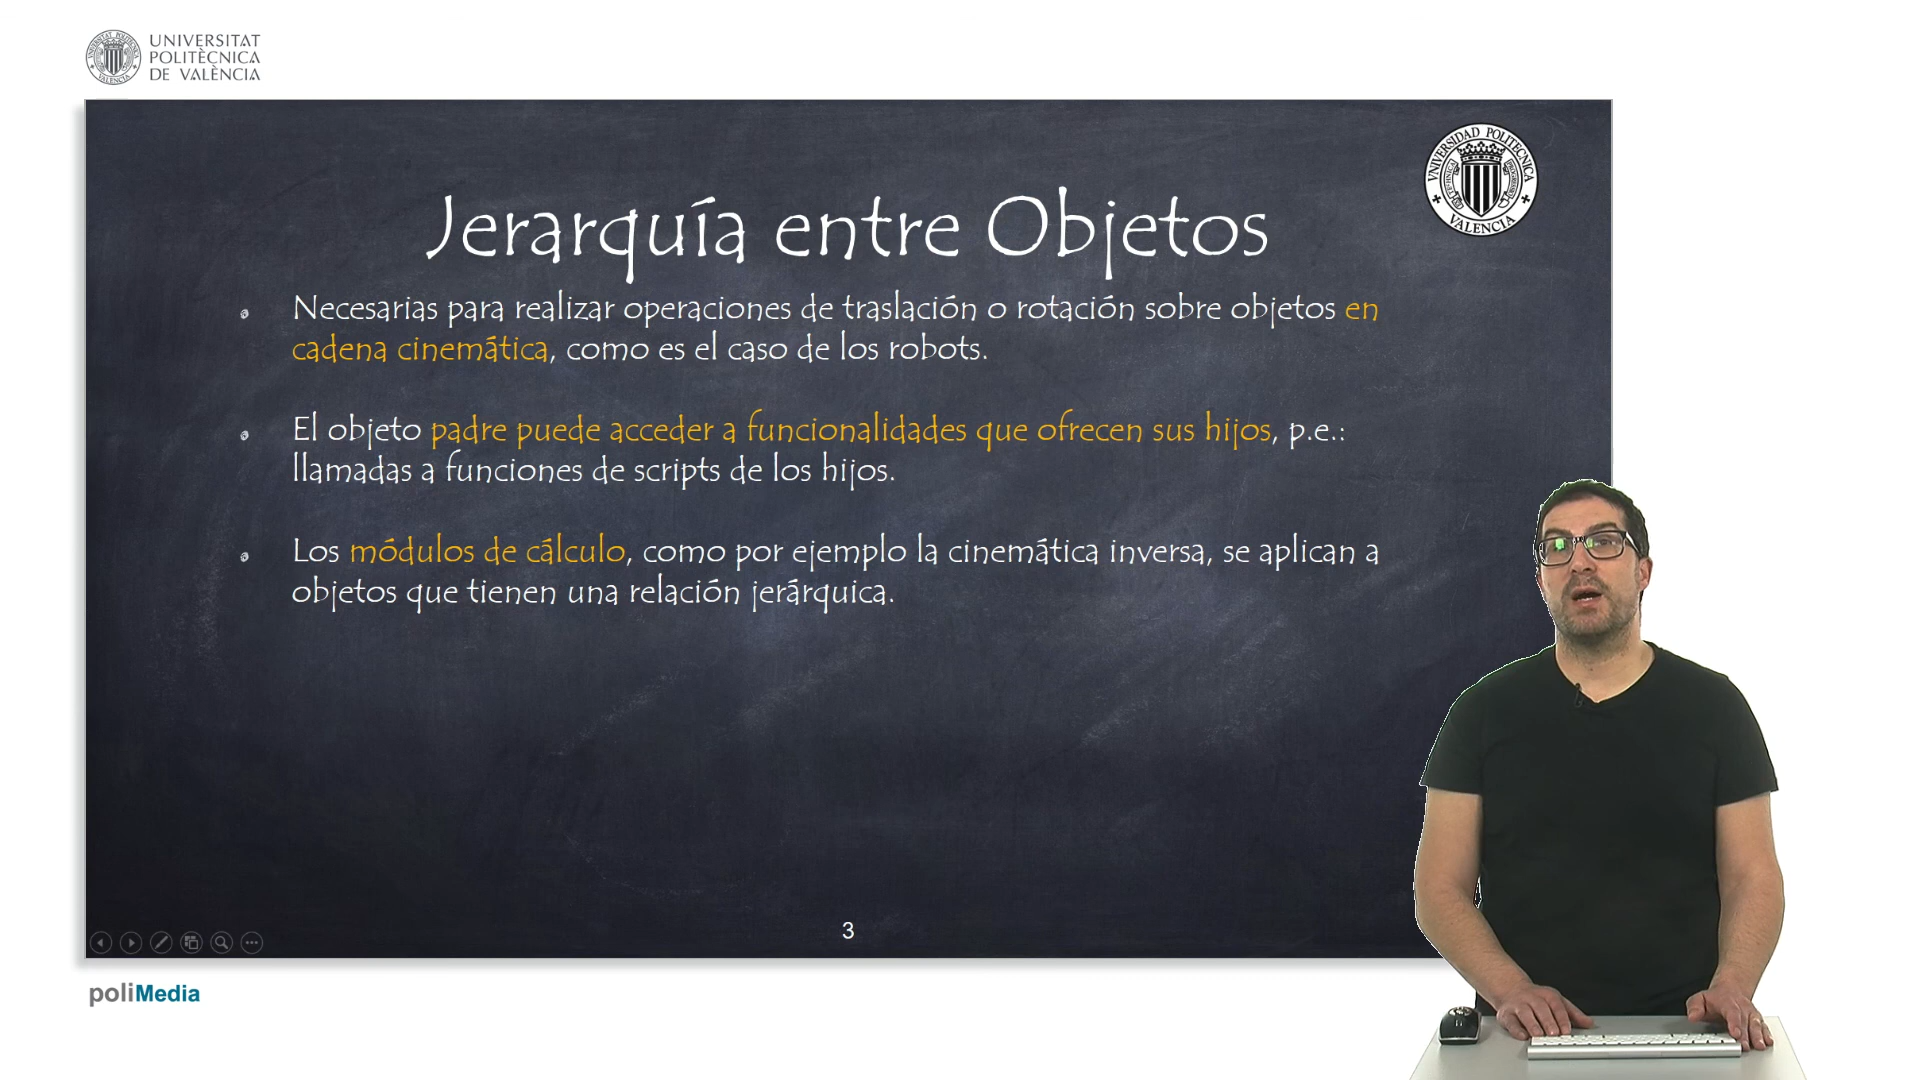 UNIVERSITAT
POLITÈCNICA
DE VALÈNCIA
UNIVERSIDAD POLITECNICA
VALENCIA
Jerarquía entre Objetos
Necesarias para realizar operaciones de traslación o rotación sobre objetos en
cadena cinemática, como es el caso de los robots.
El objeto padre puede acceder a funcionalidades que ofrecen sus hijos, p.e.:
llamadas a funciones de scripts de los hijos.
Los módulos de cálculo, como por ejemplo la cinemática inversa, se aplican a
objetos que tienen una relación jerárquica.
3
poliMedia